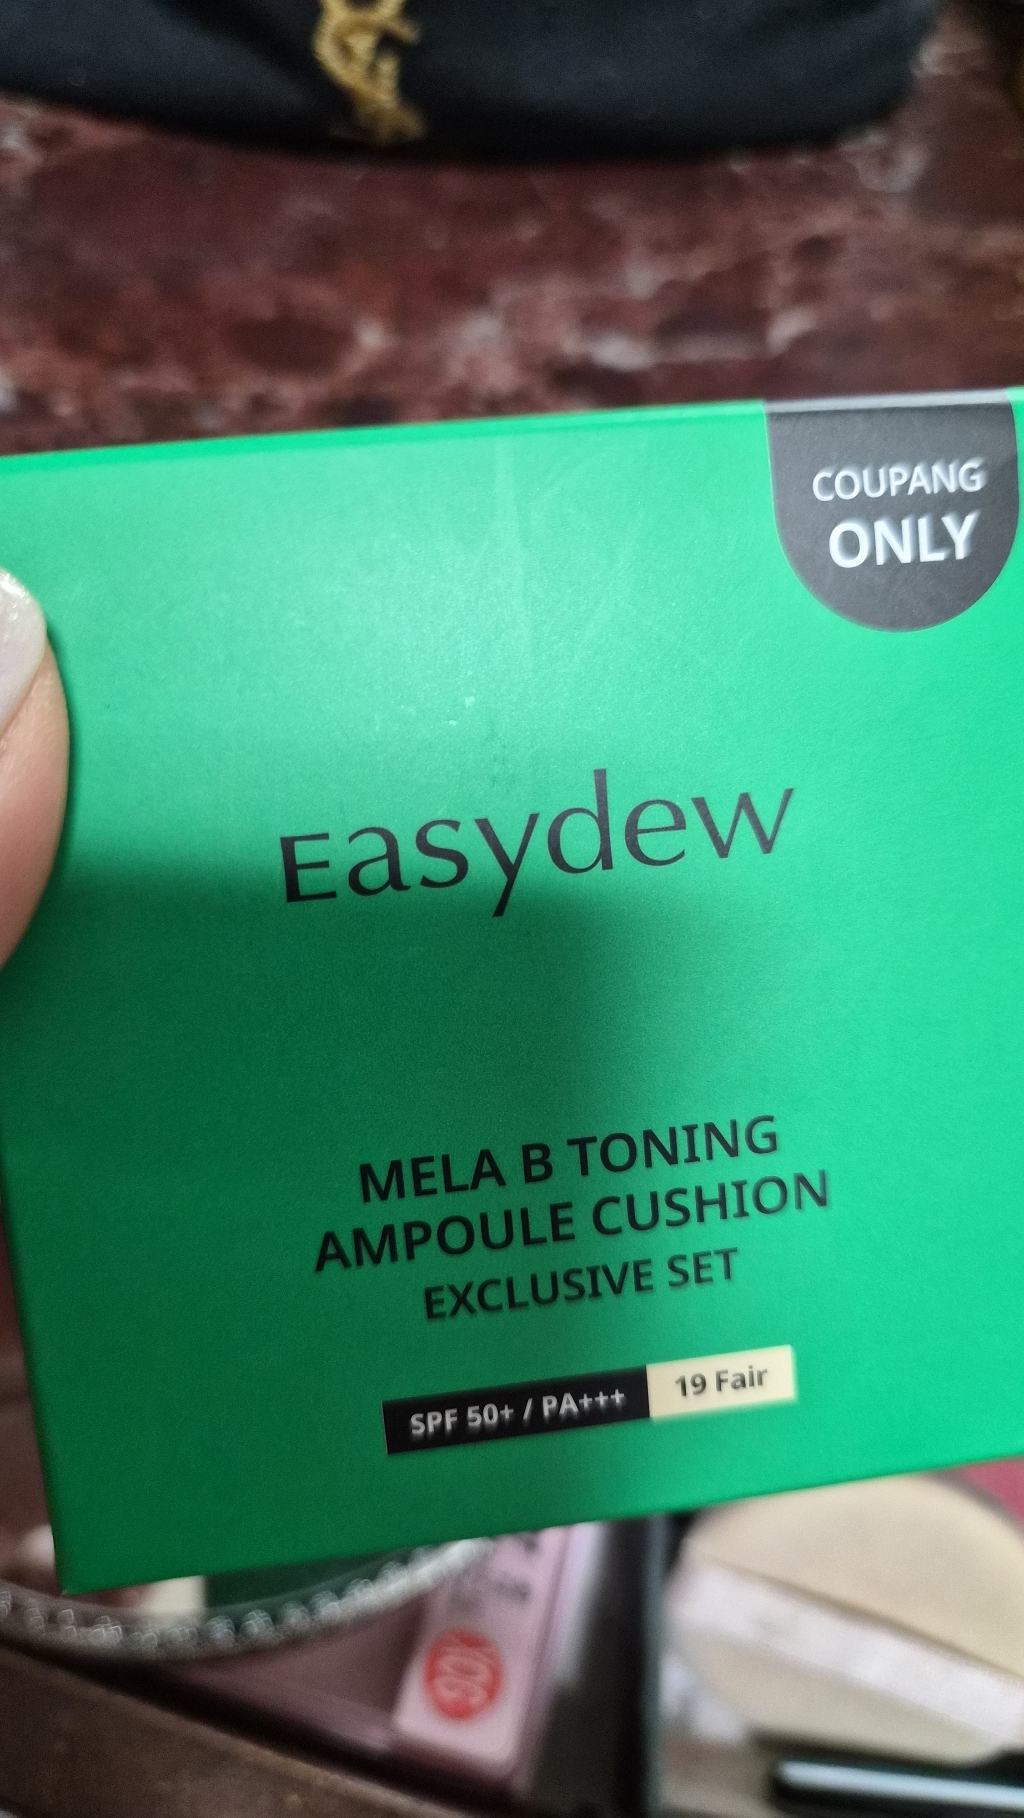 COUPANG
ONLY
Easydew
MELA B TONING
AMPOULE CUSHION
EXCLUSIVE SET
SPF 50+ / PA+++
19 Fair